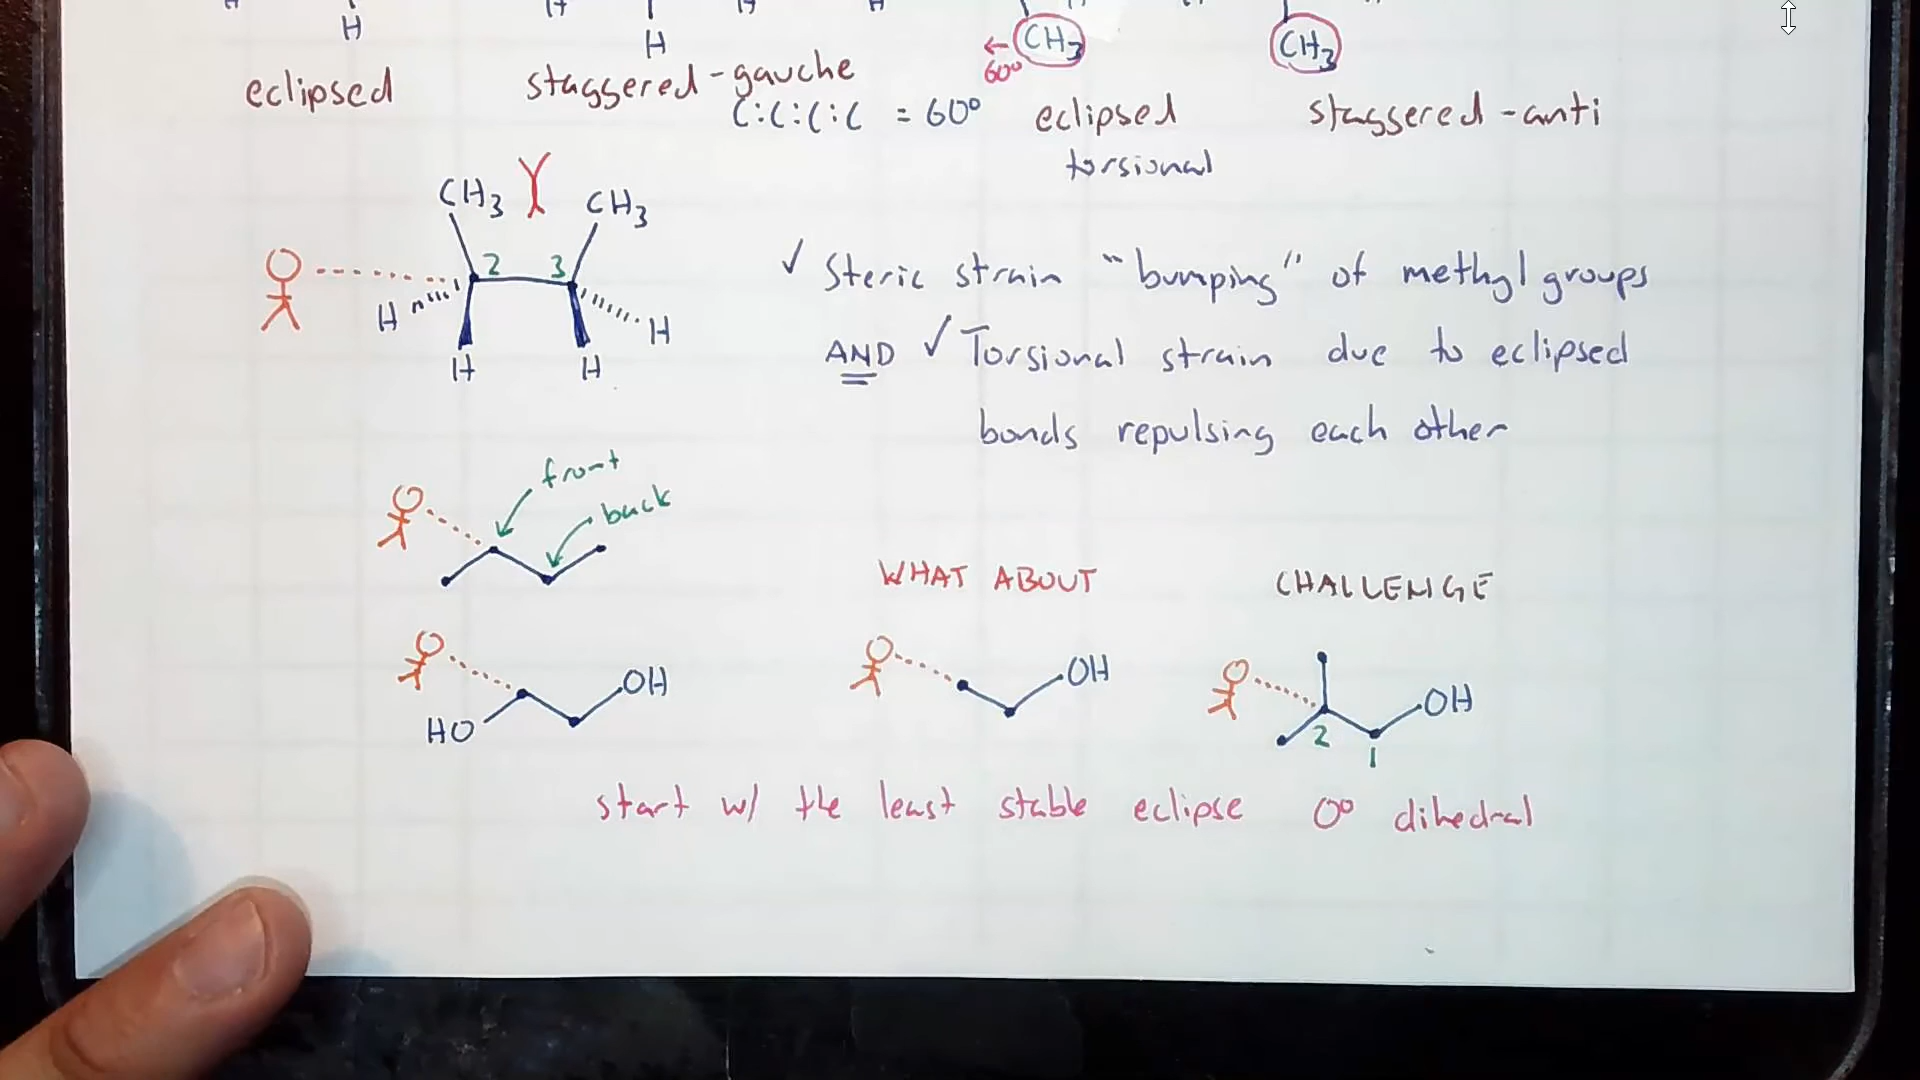 H H H H H H H H
H
H
CH3
60°
CH3
eclipsed
staggered-gauche
C:C:C:C = 60°
eclipsed
torsional
staggered-anti
CH3
CH3
2 3
H
H
H
H
✓ Steric strain "bumping" of methyl groups
AND ✓ Torsional strain due to eclipsed
bonds repulsing each other
front
back
WHAT ABOUT
CHALLENGE
HO
OH
OH
OH
2
1
start w/ the least stable eclipse 0° dihedral